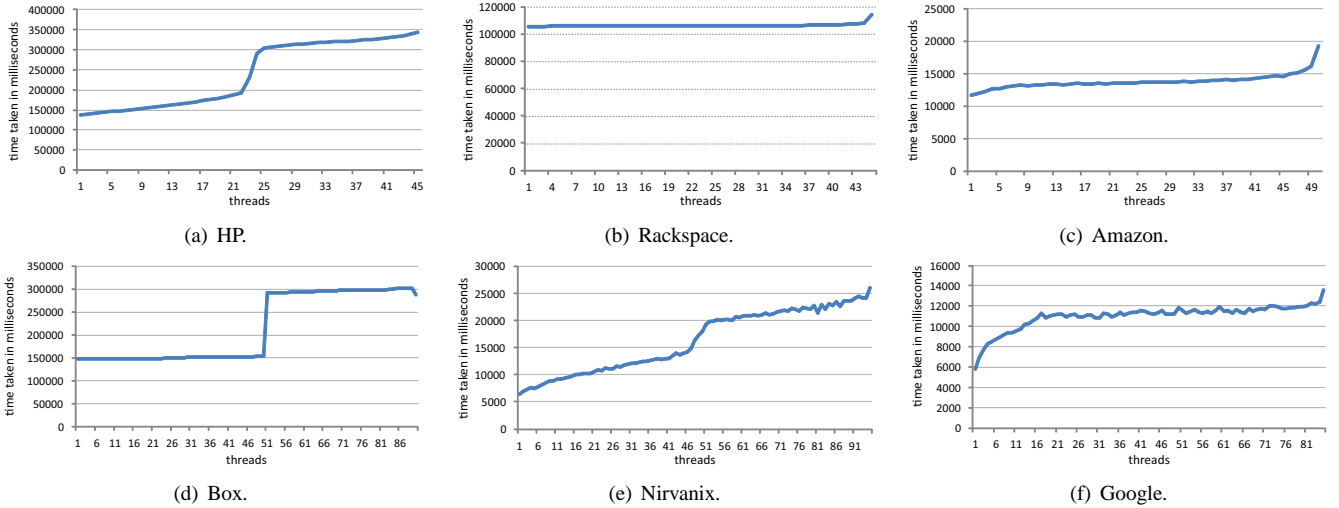 time taken in milliseconds
400000
350000
300000
250000
200000
150000
100000
50000
0
1 5 9 13 17 21 25 29 33 37 41 45
threads
(a) HP.
time taken in milliseconds
120000
100000
80000
60000
40000
20000
0
1 4 7 10 13 16 19 22 25 28 31 34 37 40 43
threads
(b) Rackspace.
time taken in milliseconds
25000
20000
15000
10000
5000
0
1 5 9 13 17 21 25 29 33 37 41 45 49
threads
(c) Amazon.
time taken in milliseconds
350000
300000
250000
200000
150000
100000
50000
0
1 6 11 16 21 26 31 36 41 46 51 56 61 66 71 76 81 86
threads
(d) Box.
time taken in milliseconds
30000
25000
20000
15000
10000
5000
0
1 6 11 16 21 26 31 36 41 46 51 56 61 66 71 76 81 86 91
threads
(e) Nirvanix.
time taken in milliseconds
16000
14000
12000
10000
8000
6000
4000
2000
0
1 6 11 16 21 26 31 36 41 46 51 56 61 66 71 76 81
threads
(f) Google.